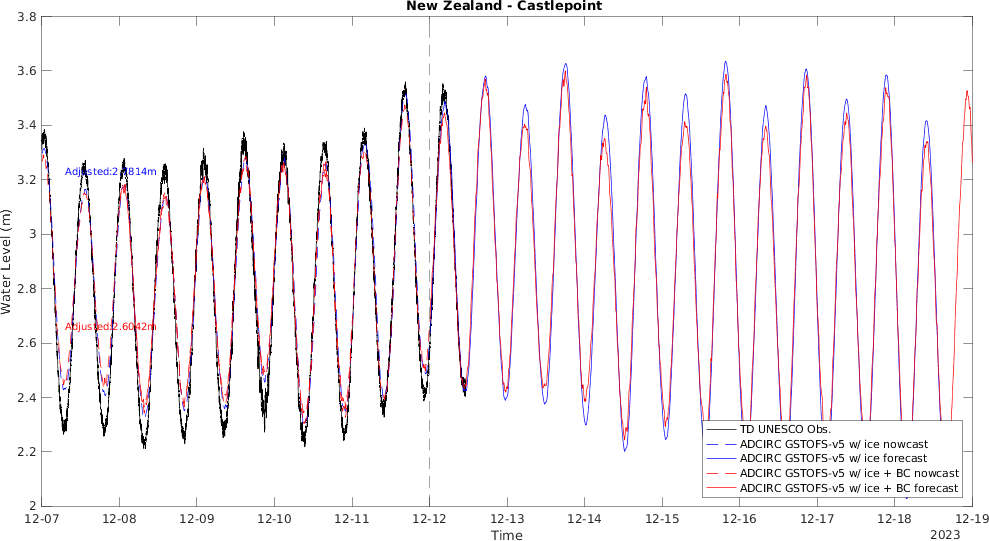 New Zealand - Castlepoint
Water Level (m)
3.8
3.6
3.4
3.2
3
2.8
2.6
2.4
2.2
2
Adjusted:2.6042m
TD UNESCO Obs.
ADCIRC GSTOFS-v5 w/ ice nowcast
ADCIRC GSTOFS-v5 w/ ice forecast
ADCIRC GSTOFS-v5 w/ ice + BC nowcast
ADCIRC GSTOFS-v5 w/ ice + BC forecast
12-07 12-08 12-09 12-10 12-11 12-12 12-13 12-14 12-15 12-16 12-17 12-18 12-19
Time
2023